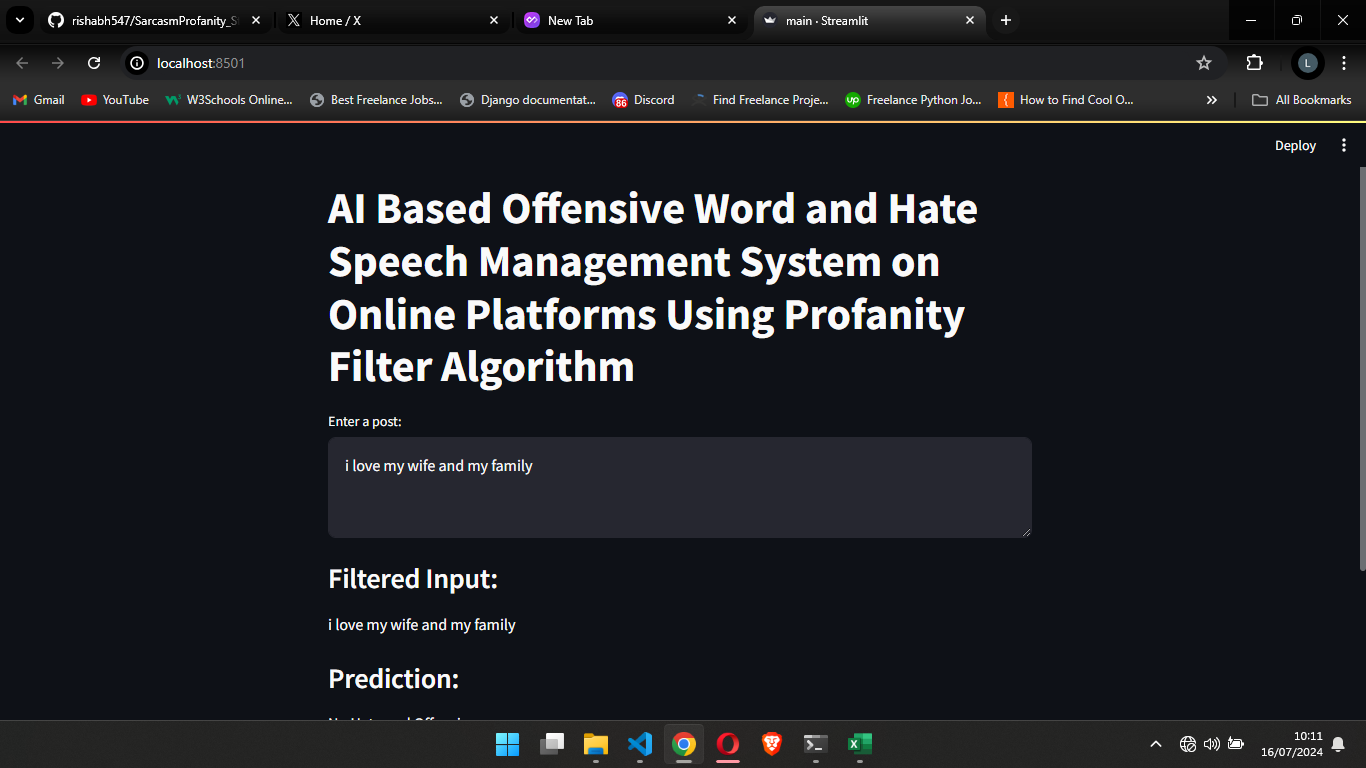 rishabh547/SarcasmProfanity_S
Home / X
New Tab
main · Streamlit
localhost:8501
Gmail
YouTube
W3Schools Online...
Best Freelance Jobs...
Django documentat...
86
Discord
Find Freelance Proje...
up
Freelance Python Jo...
How to Find Cool O...
All Bookmarks
L
Deploy
AI Based Offensive Word and Hate
Speech Management System on
Online Platforms Using Profanity
Filter Algorithm
Enter a post:
i love my wife and my family
Filtered Input:
i love my wife and my family
Prediction:
10:11
16/07/2024